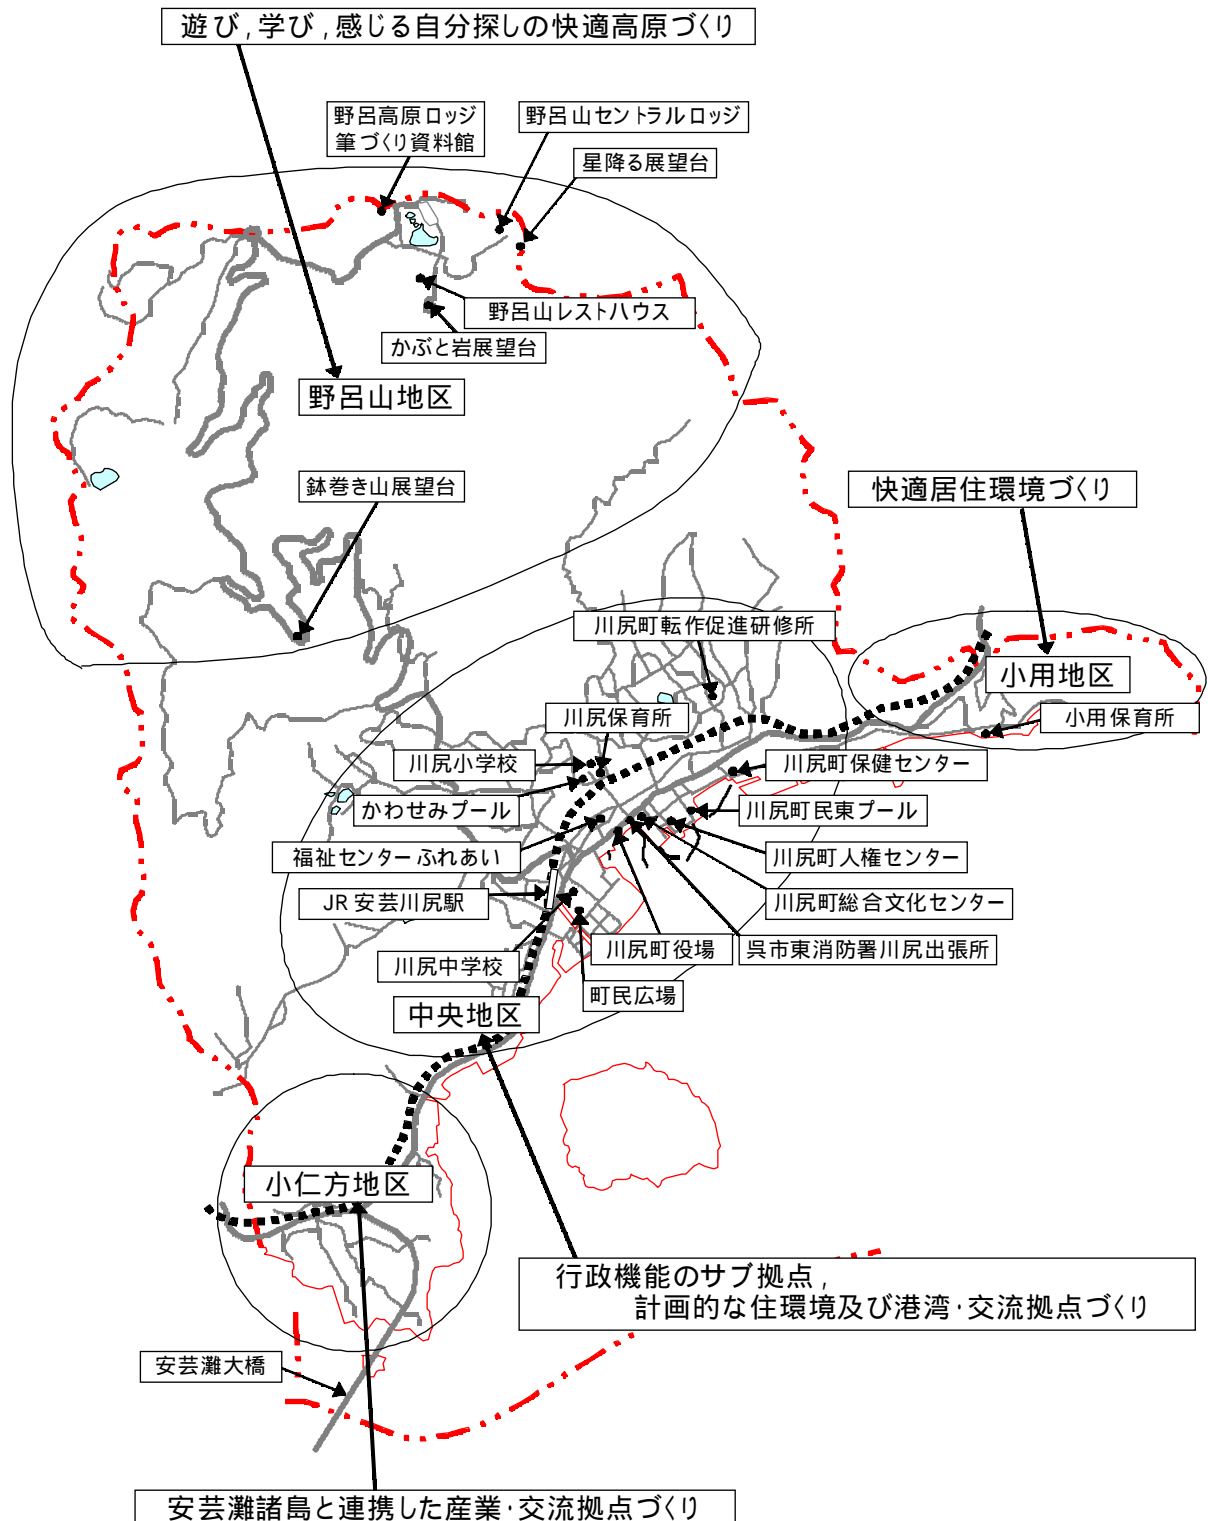 遊び,学び,感じる自分探しの快適高原づくり
野呂高原ロッジ
筆づくり資料館
野呂山セントラルロッジ
星降る展望台
野呂山レストハウス
かぶと岩展望台
野呂山地区
鉢巻き山展望台
快適居住環境づくり
川尻町転作促進研修所
小用地区
川尻保育所
小用保育所
川尻小学校
川尻町保健センター
かわせみプール
川尻町民東プール
福祉センターふれあい
川尻町人権センター
JR安芸川尻駅
川尻町総合文化センター
川尻中学校
川尻町役場
呉市東消防署川尻出張所
町民広場
中央地区
小仁方地区
行政機能のサブ拠点,
計画的な住環境及び港湾・交流拠点づくり
安芸灘大橋
安芸灘諸島と連携した産業・交流拠点づくり